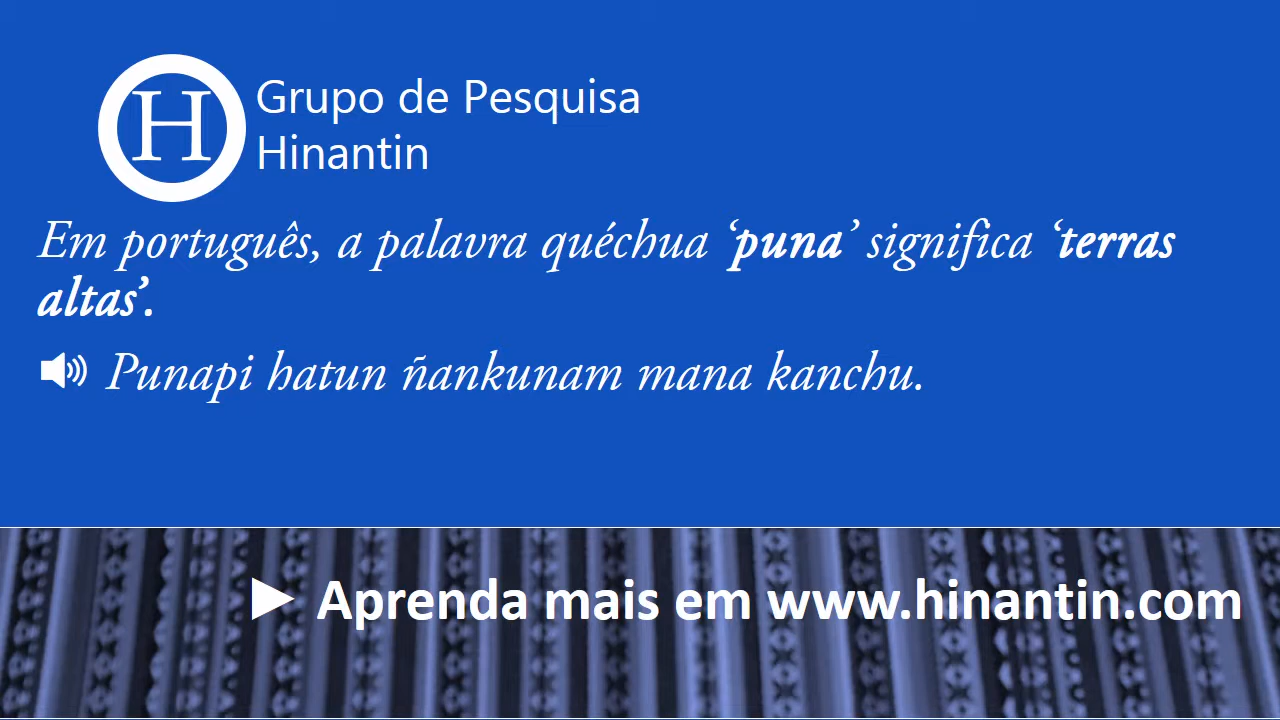 H
Grupo de Pesquisa
Hinantin
Em português, a palavra quéchua ‘puna’ significa ‘terras
altas’.
Punapi hatun ñankunam mana kanchu.
► Aprenda mais em www.hinantin.com